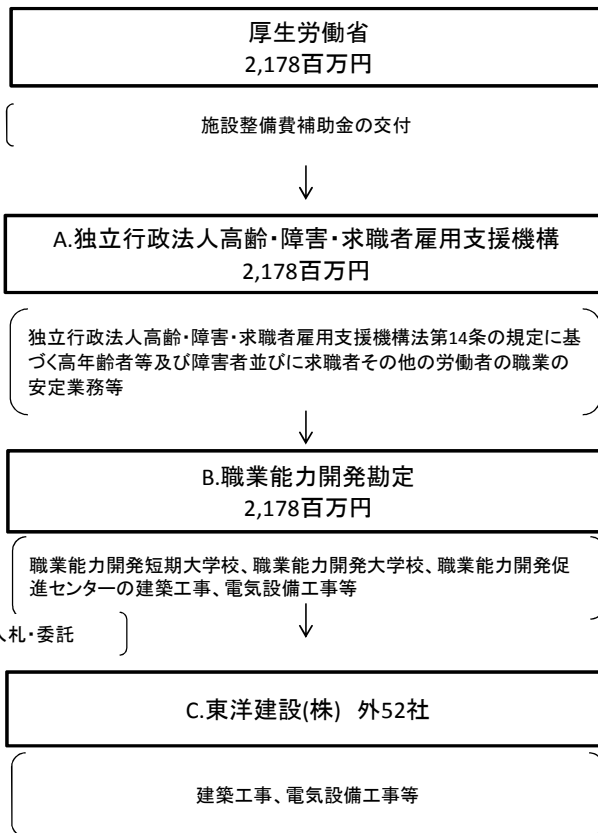 厚生労働省
2,178百万円
施設整備費補助金の交付
A.独立行政法人高齢・障害・求職者雇用支援機構
2,178百万円
独立行政法人高齢・障害・求職者雇用支援機構法第14条の規定に基
づく高年齢者等及び障害者並びに求職者その他の労働者の職業の
安定業務等
B.職業能力開発勘定
2,178百万円
職業能力開発短期大学校、職業能力開発大学校、職業能力開発促
進センターの建築工事、電気設備工事等
札・委託
C.東洋建設(株) 外52社
建築工事、電気設備工事等